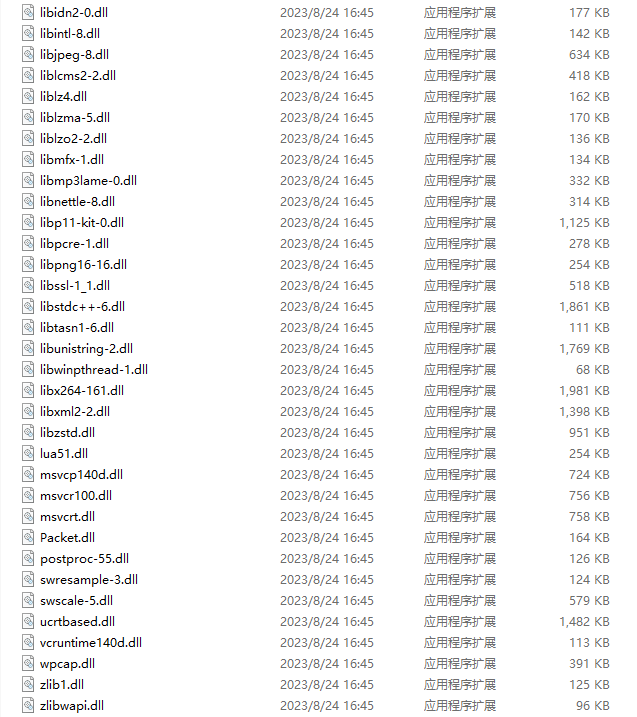 libidn2-0.dll 2023/8/24 16:45 应用程序扩展 177 KB
libintl-8.dll 2023/8/24 16:45 应用程序扩展 142 KB
libjpeg-8.dll 2023/8/24 16:45 应用程序扩展 634 KB
liblcms2-2.dll 2023/8/24 16:45 应用程序扩展 418 KB
liblz4.dll 2023/8/24 16:45 应用程序扩展 162 KB
liblzma-5.dll 2023/8/24 16:45 应用程序扩展 170 KB
liblzo2-2.dll 2023/8/24 16:45 应用程序扩展 136 KB
libmfx-1.dll 2023/8/24 16:45 应用程序扩展 134 KB
libmp3lame-0.dll 2023/8/24 16:45 应用程序扩展 332 KB
libnettle-8.dll 2023/8/24 16:45 应用程序扩展 314 KB
libp11-kit-0.dll 2023/8/24 16:45 应用程序扩展 1,125 KB
libpcre-1.dll 2023/8/24 16:45 应用程序扩展 278 KB
libpng16-16.dll 2023/8/24 16:45 应用程序扩展 254 KB
libssl-1_1.dll 2023/8/24 16:45 应用程序扩展 518 KB
libstdc++-6.dll 2023/8/24 16:45 应用程序扩展 1,861 KB
libtasn1-6.dll 2023/8/24 16:45 应用程序扩展 111 KB
libunistring-2.dll 2023/8/24 16:45 应用程序扩展 1,769 KB
libwinpthread-1.dll 2023/8/24 16:45 应用程序扩展 68 KB
libx264-161.dll 2023/8/24 16:45 应用程序扩展 1,981 KB
libxml2-2.dll 2023/8/24 16:45 应用程序扩展 1,398 KB
libzstd.dll 2023/8/24 16:45 应用程序扩展 951 KB
lua51.dll 2023/8/24 16:45 应用程序扩展 254 KB
msvcp140d.dll 2023/8/24 16:45 应用程序扩展 724 KB
msvcr100.dll 2023/8/24 16:45 应用程序扩展 756 KB
msvcrt.dll 2023/8/24 16:45 应用程序扩展 758 KB
Packet.dll 2023/8/24 16:45 应用程序扩展 164 KB
postproc-55.dll 2023/8/24 16:45 应用程序扩展 126 KB
swresample-3.dll 2023/8/24 16:45 应用程序扩展 124 KB
swscale-5.dll 2023/8/24 16:45 应用程序扩展 579 KB
ucrtbased.dll 2023/8/24 16:45 应用程序扩展 1,482 KB
vcruntime140d.dll 2023/8/24 16:45 应用程序扩展 113 KB
wpcap.dll 2023/8/24 16:45 应用程序扩展 391 KB
zlib1.dll 2023/8/24 16:45 应用程序扩展 125 KB
zlibwapi.dll 2023/8/24 16:45 应用程序扩展 96 KB